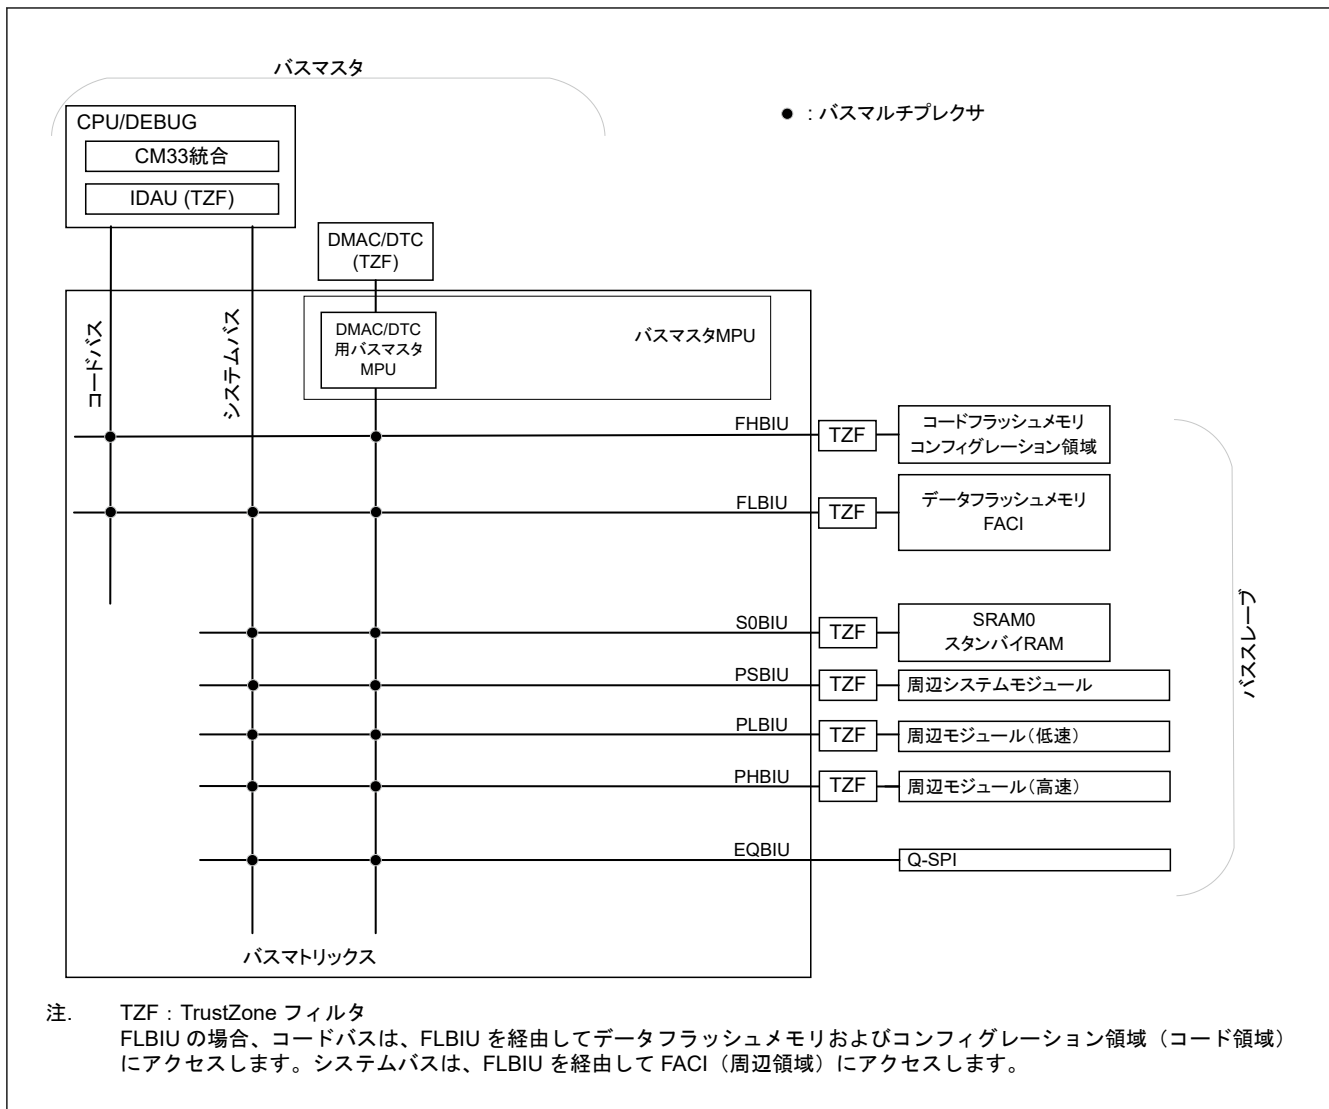 バスマスタ
● : バスマルチプレクサ
CPU/DEBUG
CM33統合
IDAU (TZF)
DMAC/DTC
(TZF)
コードバス
システムバス
DMAC/DTC
用バスマスタ
MPU
バスマスタMPU
FHBIU
TZF
コードフラッシュメモリ
コンフィグレーション領域
FLBIU
TZF
データフラッシュメモリ
FACI
S0BIU
TZF
SRAM0
スタンバイRAM
PSBIU
TZF
周辺システムモジュール
PLBIU
TZF
周辺モジュール(低速)
PHBIU
TZF
周辺モジュール(高速)
EQBIU
Q-SPI
バススレーブ
バスマトリックス
注. TZF : TrustZone フィルタ
FLBIU の場合、コードバスは、FLBIU を経由してデータフラッシュメモリおよびコンフィグレーション領域（コード領域）
にアクセスします。システムバスは、FLBIU を経由して FACI（周辺領域）にアクセスします。